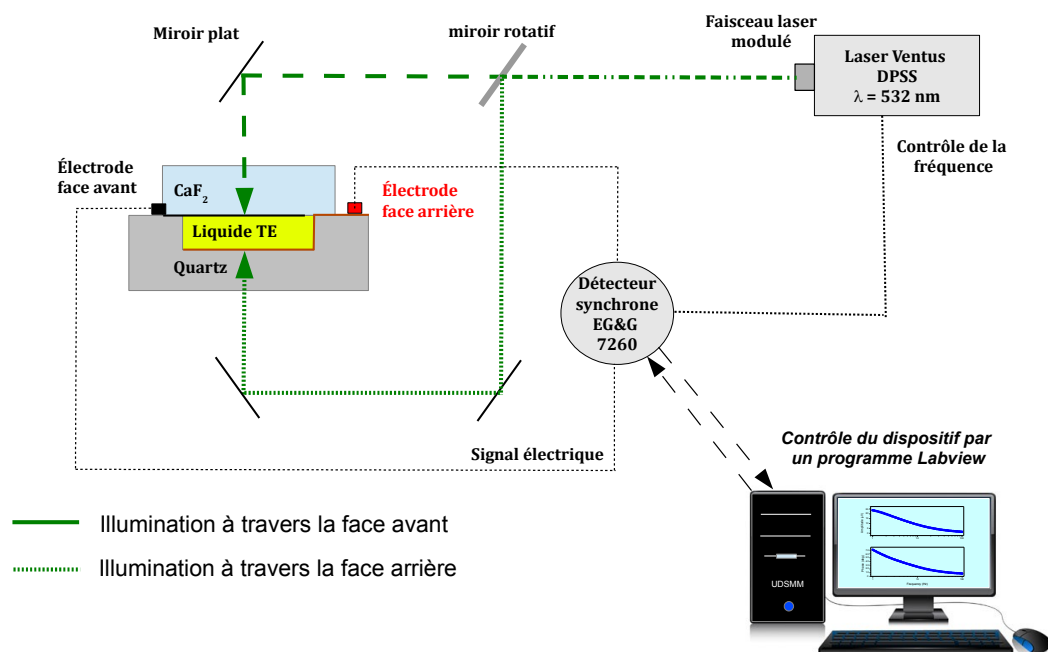 Faisceau laser
modulé
Miroir plat
miroir rotatif
Laser Ventus
DPSS
λ = 532 nm
Contrôle de la
fréquence
Électrode
face avant
CaF2
Électrode
face arrière
Liquide TE
Quartz
Détecteur
synchrone
EG&G
7260
Signal électrique
Contrôle du dispositif par
un programme Labview
Illumination à travers la face avant
Illumination à travers la face arrière
UDSMM
Frequency (Hz)